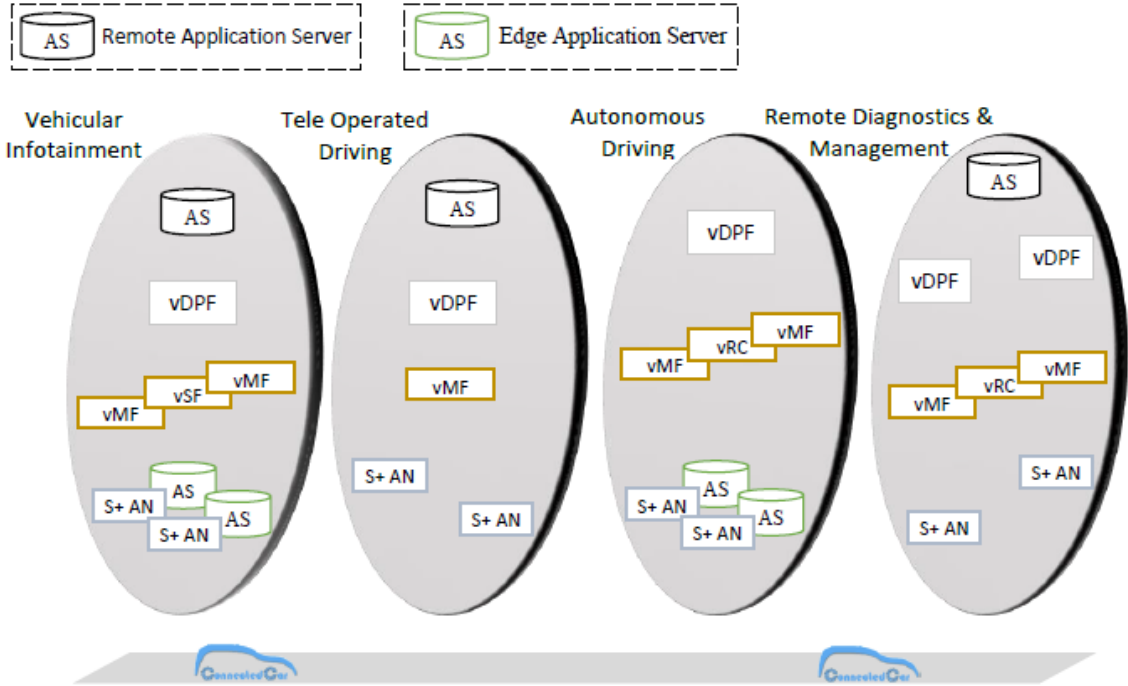 AS Remote Application Server
AS Edge Application Server
Vehicular
Infotainment
Tele Operated
Driving
Autonomous
Driving
Remote Diagnostics &
Management
AS
vDPF
vMF
vSF
vMF
AS
S+ AN
AS
S+ AN
AS
vDPF
vMF
S+ AN
S+ AN
vDPF
vMF
vRC
vMF
AS
S+ AN
AS
S+ AN
AS
vDPF
vDPF
vMF
vRC
vMF
S+ AN
S+ AN
ConnectedCar
ConnectedCar